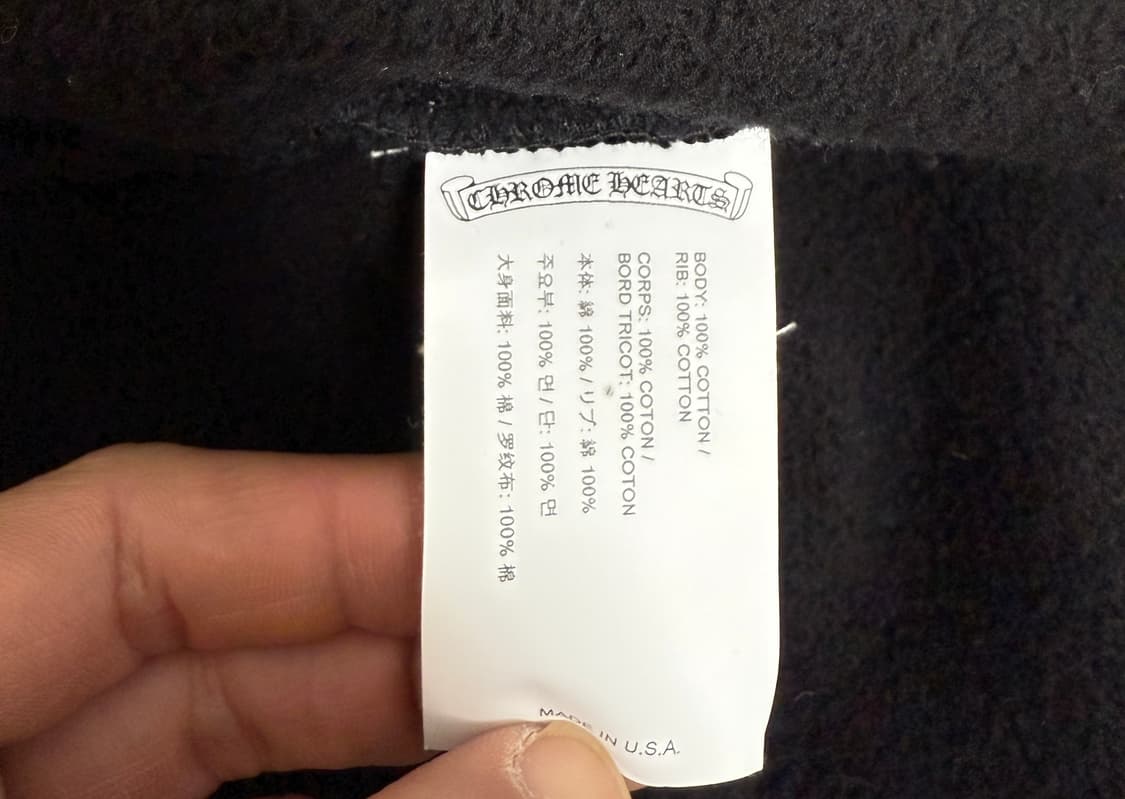 CHROME HEARTS
BODY: 100% COTTON /
RIB: 100% COTTON
CORPS: 100% COTON /
BORD TRICOT: 100% COTON
本体: 綿 100% / リブ: 綿 100%
주요부: 100% 면 / 단: 100% 면
大身面料: 100% 棉 / 罗纹布: 100% 棉
MADE IN U.S.A.